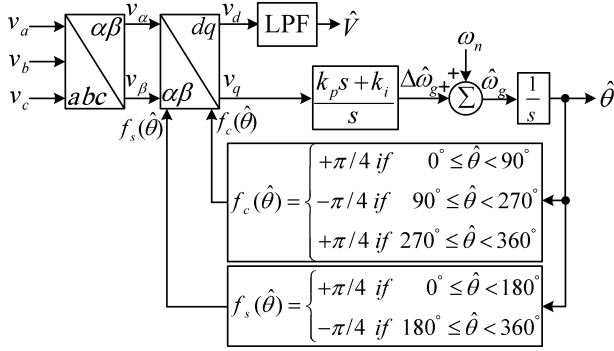 v_a
v_b
v_c
αβ
abc
v_α
v_β
dq
αβ
v_d
v_q
LPF
V̂
f_s(θ̂)
f_c(θ̂)
k_p s + k_i
s
Δω̂_g
+
+
ω_n
Σ
ω̂_g
1
s
θ̂
f_c(θ̂) =
+π/4 if 0° ≤ θ̂ < 90°
−π/4 if 90° ≤ θ̂ < 270°
+π/4 if 270° ≤ θ̂ < 360°
f_s(θ̂) =
+π/4 if 0° ≤ θ̂ < 180°
−π/4 if 180° ≤ θ̂ < 360°